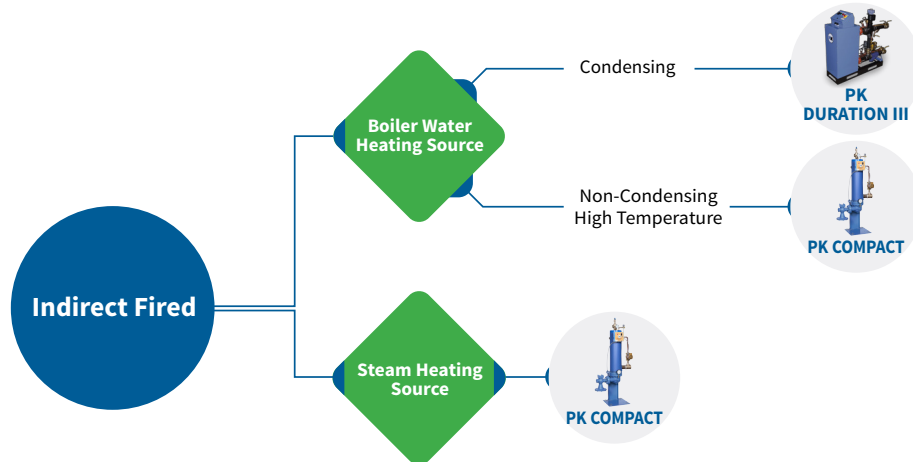 Indirect Fired
Boiler Water
Heating Source
Condensing
PK
DURATION III
Non-Condensing
High Temperature
PK COMPACT
Steam Heating
Source
PK COMPACT